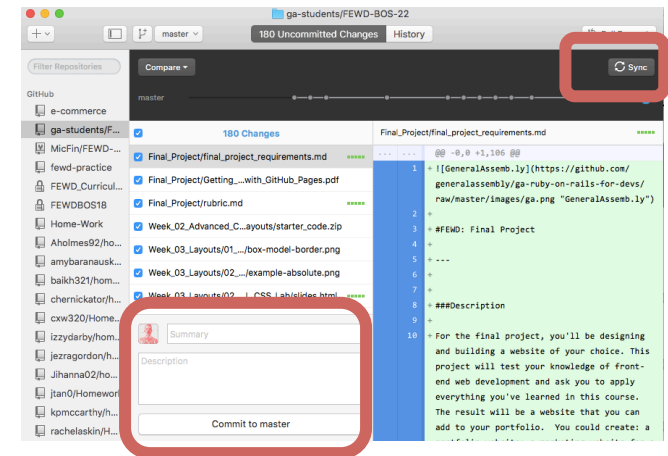 ga-students/FEWD-BOS-22
master
180 Uncommitted Changes History
Filter Repositories
Compare
Sync
GitHub
master
e-commerce
ga-students/F...
MicFin/FEWD-...
fewd-practice
FEWD_Curricul...
FEWDBOS18
Home-Work
Aholmes92/ho...
amybaranausk...
baikh321/hom...
chernickator/h...
cxw320/Home...
izzydarby/hom...
jezragordon/h...
Jihanna02/ho...
jtan0/Homewor
kpmccarthy/h...
rachelaskin/H...
180 Changes
Final_Project/final_project_requirements.md
Final_Project/Getting_...with_GitHub_Pages.pdf
Final_Project/rubric.md
Week_02_Advanced_C...ayouts/starter_code.zip
Week_03_Layouts/01_.../box-model-border.png
Week_03_Layouts/02_.../example-absolute.png
Week_03_Layouts/02_...|_CSS_Lab/slides.html
Summary
Description
Commit to master
Final_Project/final_project_requirements.md
... ... @@ -0,0 +1,106 @@
1 +![GeneralAssemb.ly](https://github.com/
generalassembly/ga-ruby-on-rails-for-devs/
raw/master/images/ga.png "GeneralAssemb.ly")
2 +
3 +#FEWD: Final Project
4 +
5 +---
6 +
7 +
8 +###Description
9 +
10 +For the final project, you'll be designing
and building a website of your choice. This
project will test your knowledge of front-
end web development and ask you to apply
everything you've learned in this course.
The result will be a website that you can
add to your portfolio. You could create: a